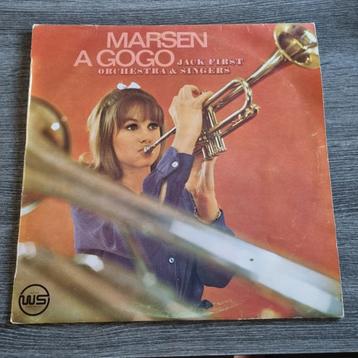 MARSEN
A GOGO JACK FIRST
ORCHESTRA & SINGERS
WS